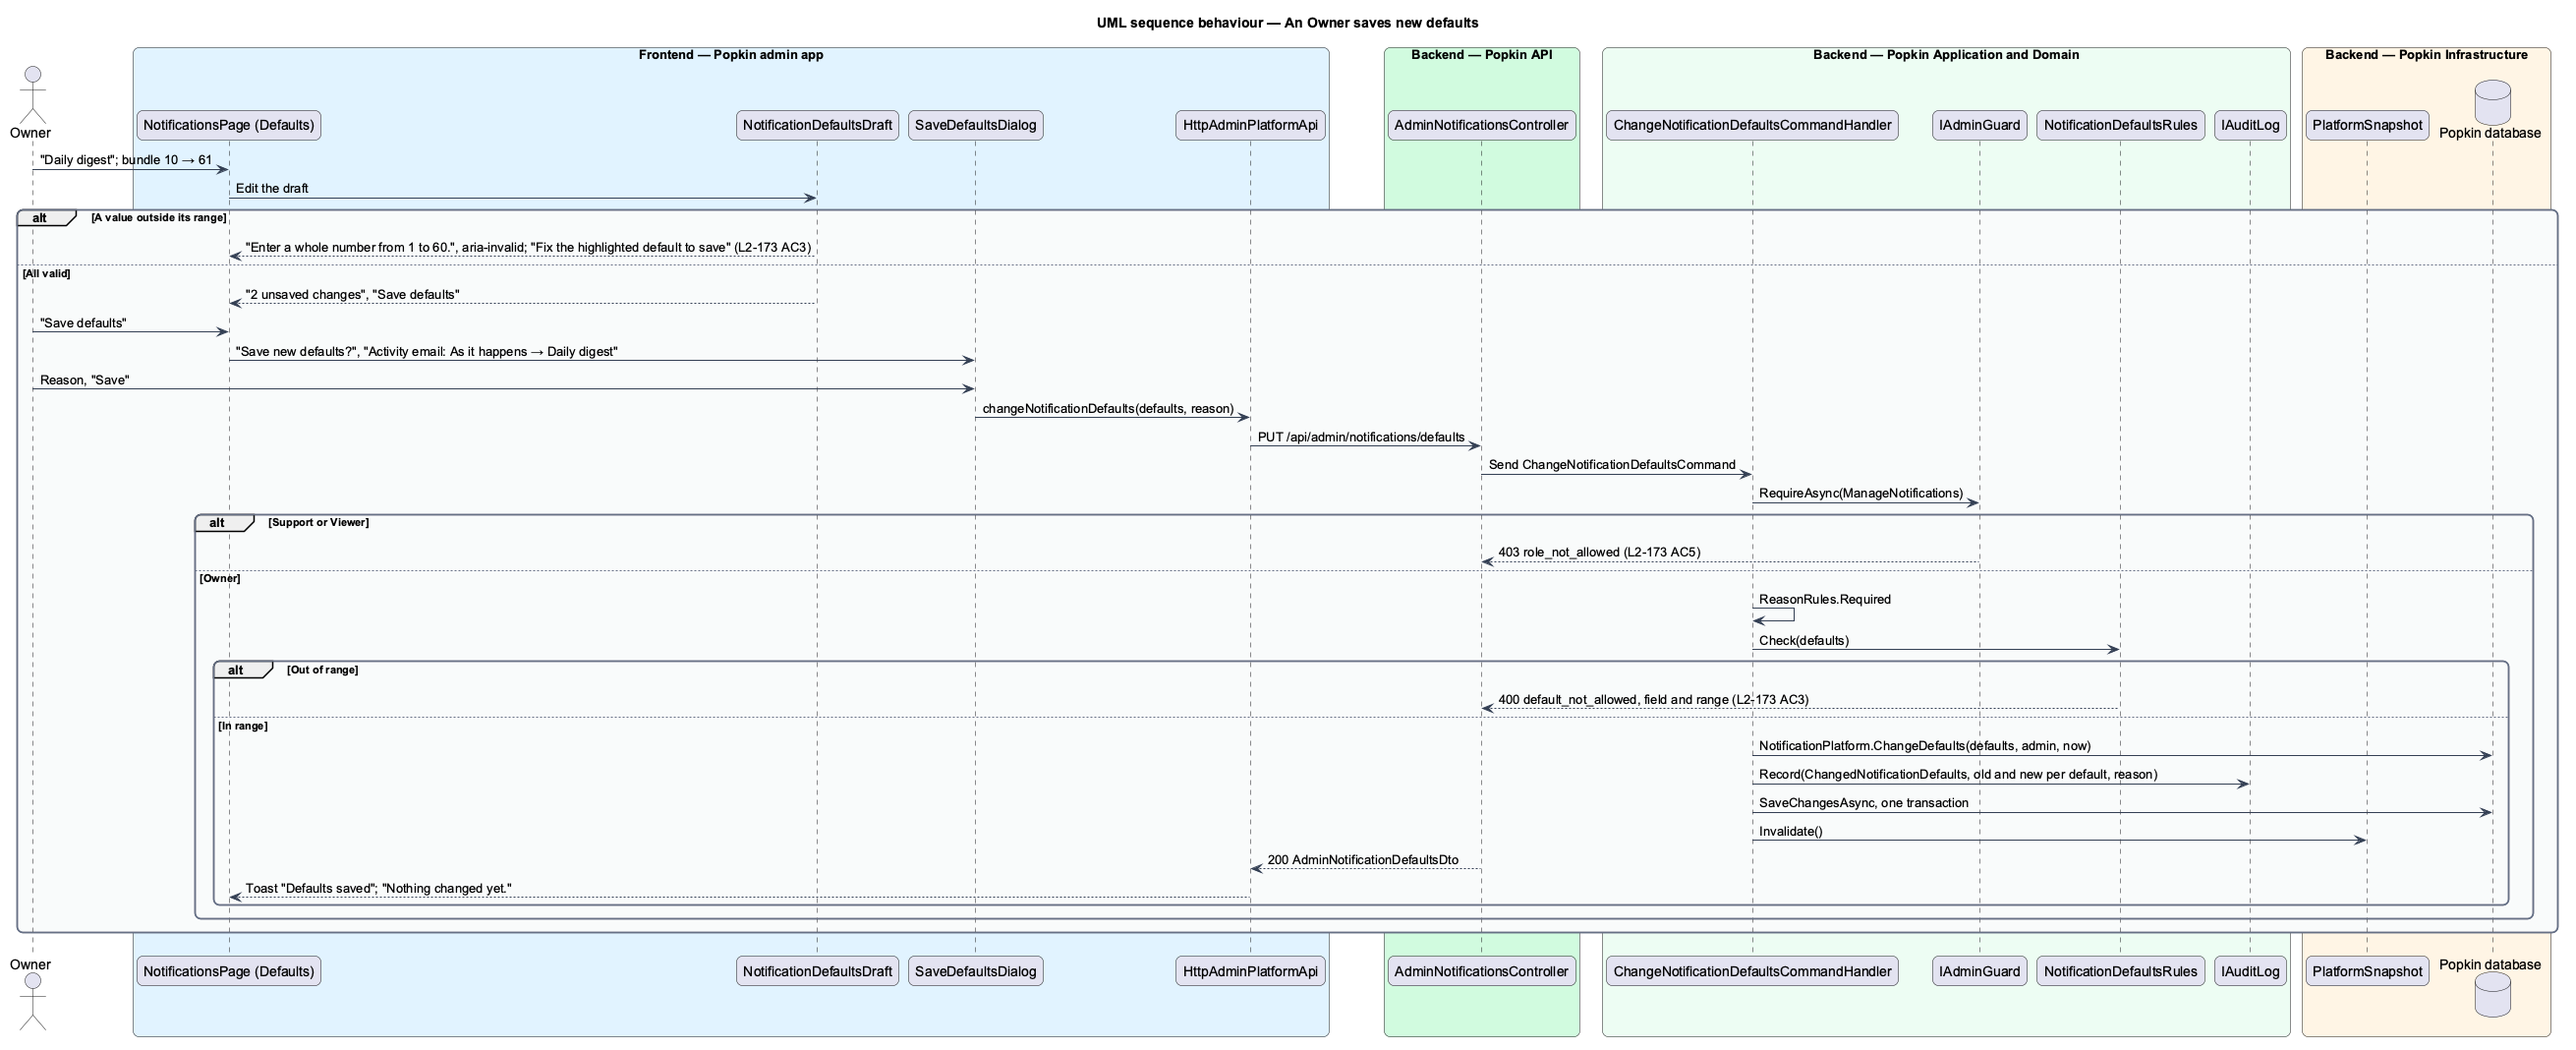 UML sequence behaviour — An Owner saves new defaults
Frontend — Popkin admin app
Backend — Popkin API
Backend — Popkin Application and Domain
Backend — Popkin Infrastructure
Owner
NotificationsPage (Defaults)
NotificationDefaultsDraft
SaveDefaultsDialog
HttpAdminPlatformApi
AdminNotificationsController
ChangeNotificationDefaultsCommandHandler
IAdminGuard
NotificationDefaultsRules
IAuditLog
PlatformSnapshot
Popkin database
"Daily digest"; bundle 10 → 61
Edit the draft
alt [A value outside its range]
"Enter a whole number from 1 to 60.", aria-invalid; "Fix the highlighted default to save" (L2-173 AC3)
[All valid]
"2 unsaved changes", "Save defaults"
"Save defaults"
"Save new defaults?", "Activity email: As it happens → Daily digest"
Reason, "Save"
changeNotificationDefaults(defaults, reason)
PUT /api/admin/notifications/defaults
Send ChangeNotificationDefaultsCommand
RequireAsync(ManageNotifications)
alt [Support or Viewer]
403 role_not_allowed (L2-173 AC5)
[Owner]
ReasonRules.Required
Check(defaults)
alt [Out of range]
400 default_not_allowed, field and range (L2-173 AC3)
[In range]
NotificationPlatform.ChangeDefaults(defaults, admin, now)
Record(ChangedNotificationDefaults, old and new per default, reason)
SaveChangesAsync, one transaction
Invalidate()
200 AdminNotificationDefaultsDto
Toast "Defaults saved"; "Nothing changed yet."
Owner
NotificationsPage (Defaults)
NotificationDefaultsDraft
SaveDefaultsDialog
HttpAdminPlatformApi
AdminNotificationsController
ChangeNotificationDefaultsCommandHandler
IAdminGuard
NotificationDefaultsRules
IAuditLog
PlatformSnapshot
Popkin database